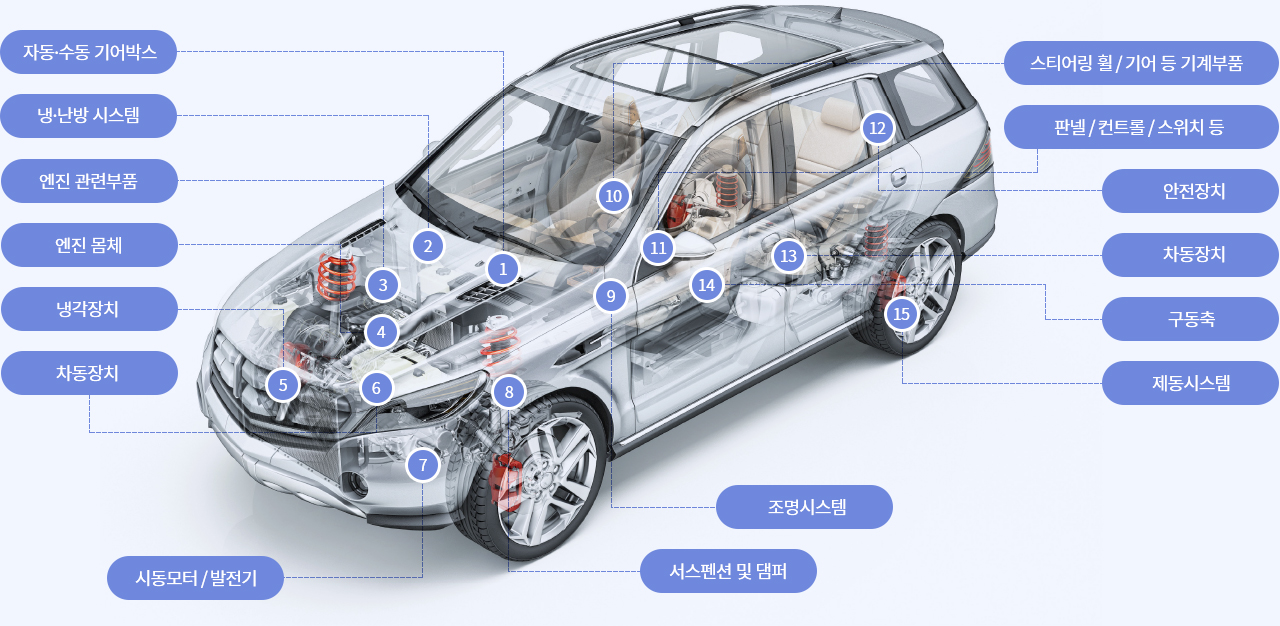 자동·수동 기어박스
냉·난방 시스템
엔진 관련부품
엔진 몸체
냉각장치
차동장치
시동모터 / 발전기
스티어링 휠 / 기어 등 기계부품
판넬 / 컨트롤 / 스위치 등
안전장치
차동장치
구동축
제동시스템
조명시스템
서스펜션 및 댐퍼
12
10
11
2
13
1
3
14
9
15
4
5
6
8
7